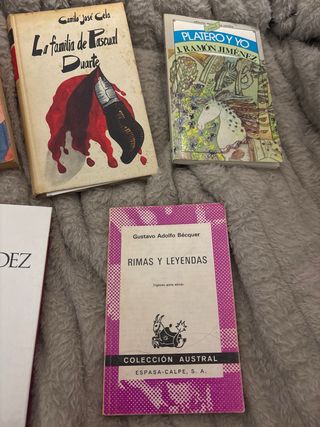 Camilo José Cela
La familia de Pascual
Duarte
PLATERO Y YO
J. RAMÓN JIMÉNEZ
DEZ
Gustavo Adolfo Bécquer
RIMAS Y LEYENDAS
COLECCIÓN AUSTRAL
ESPASA-CALPE, S. A.